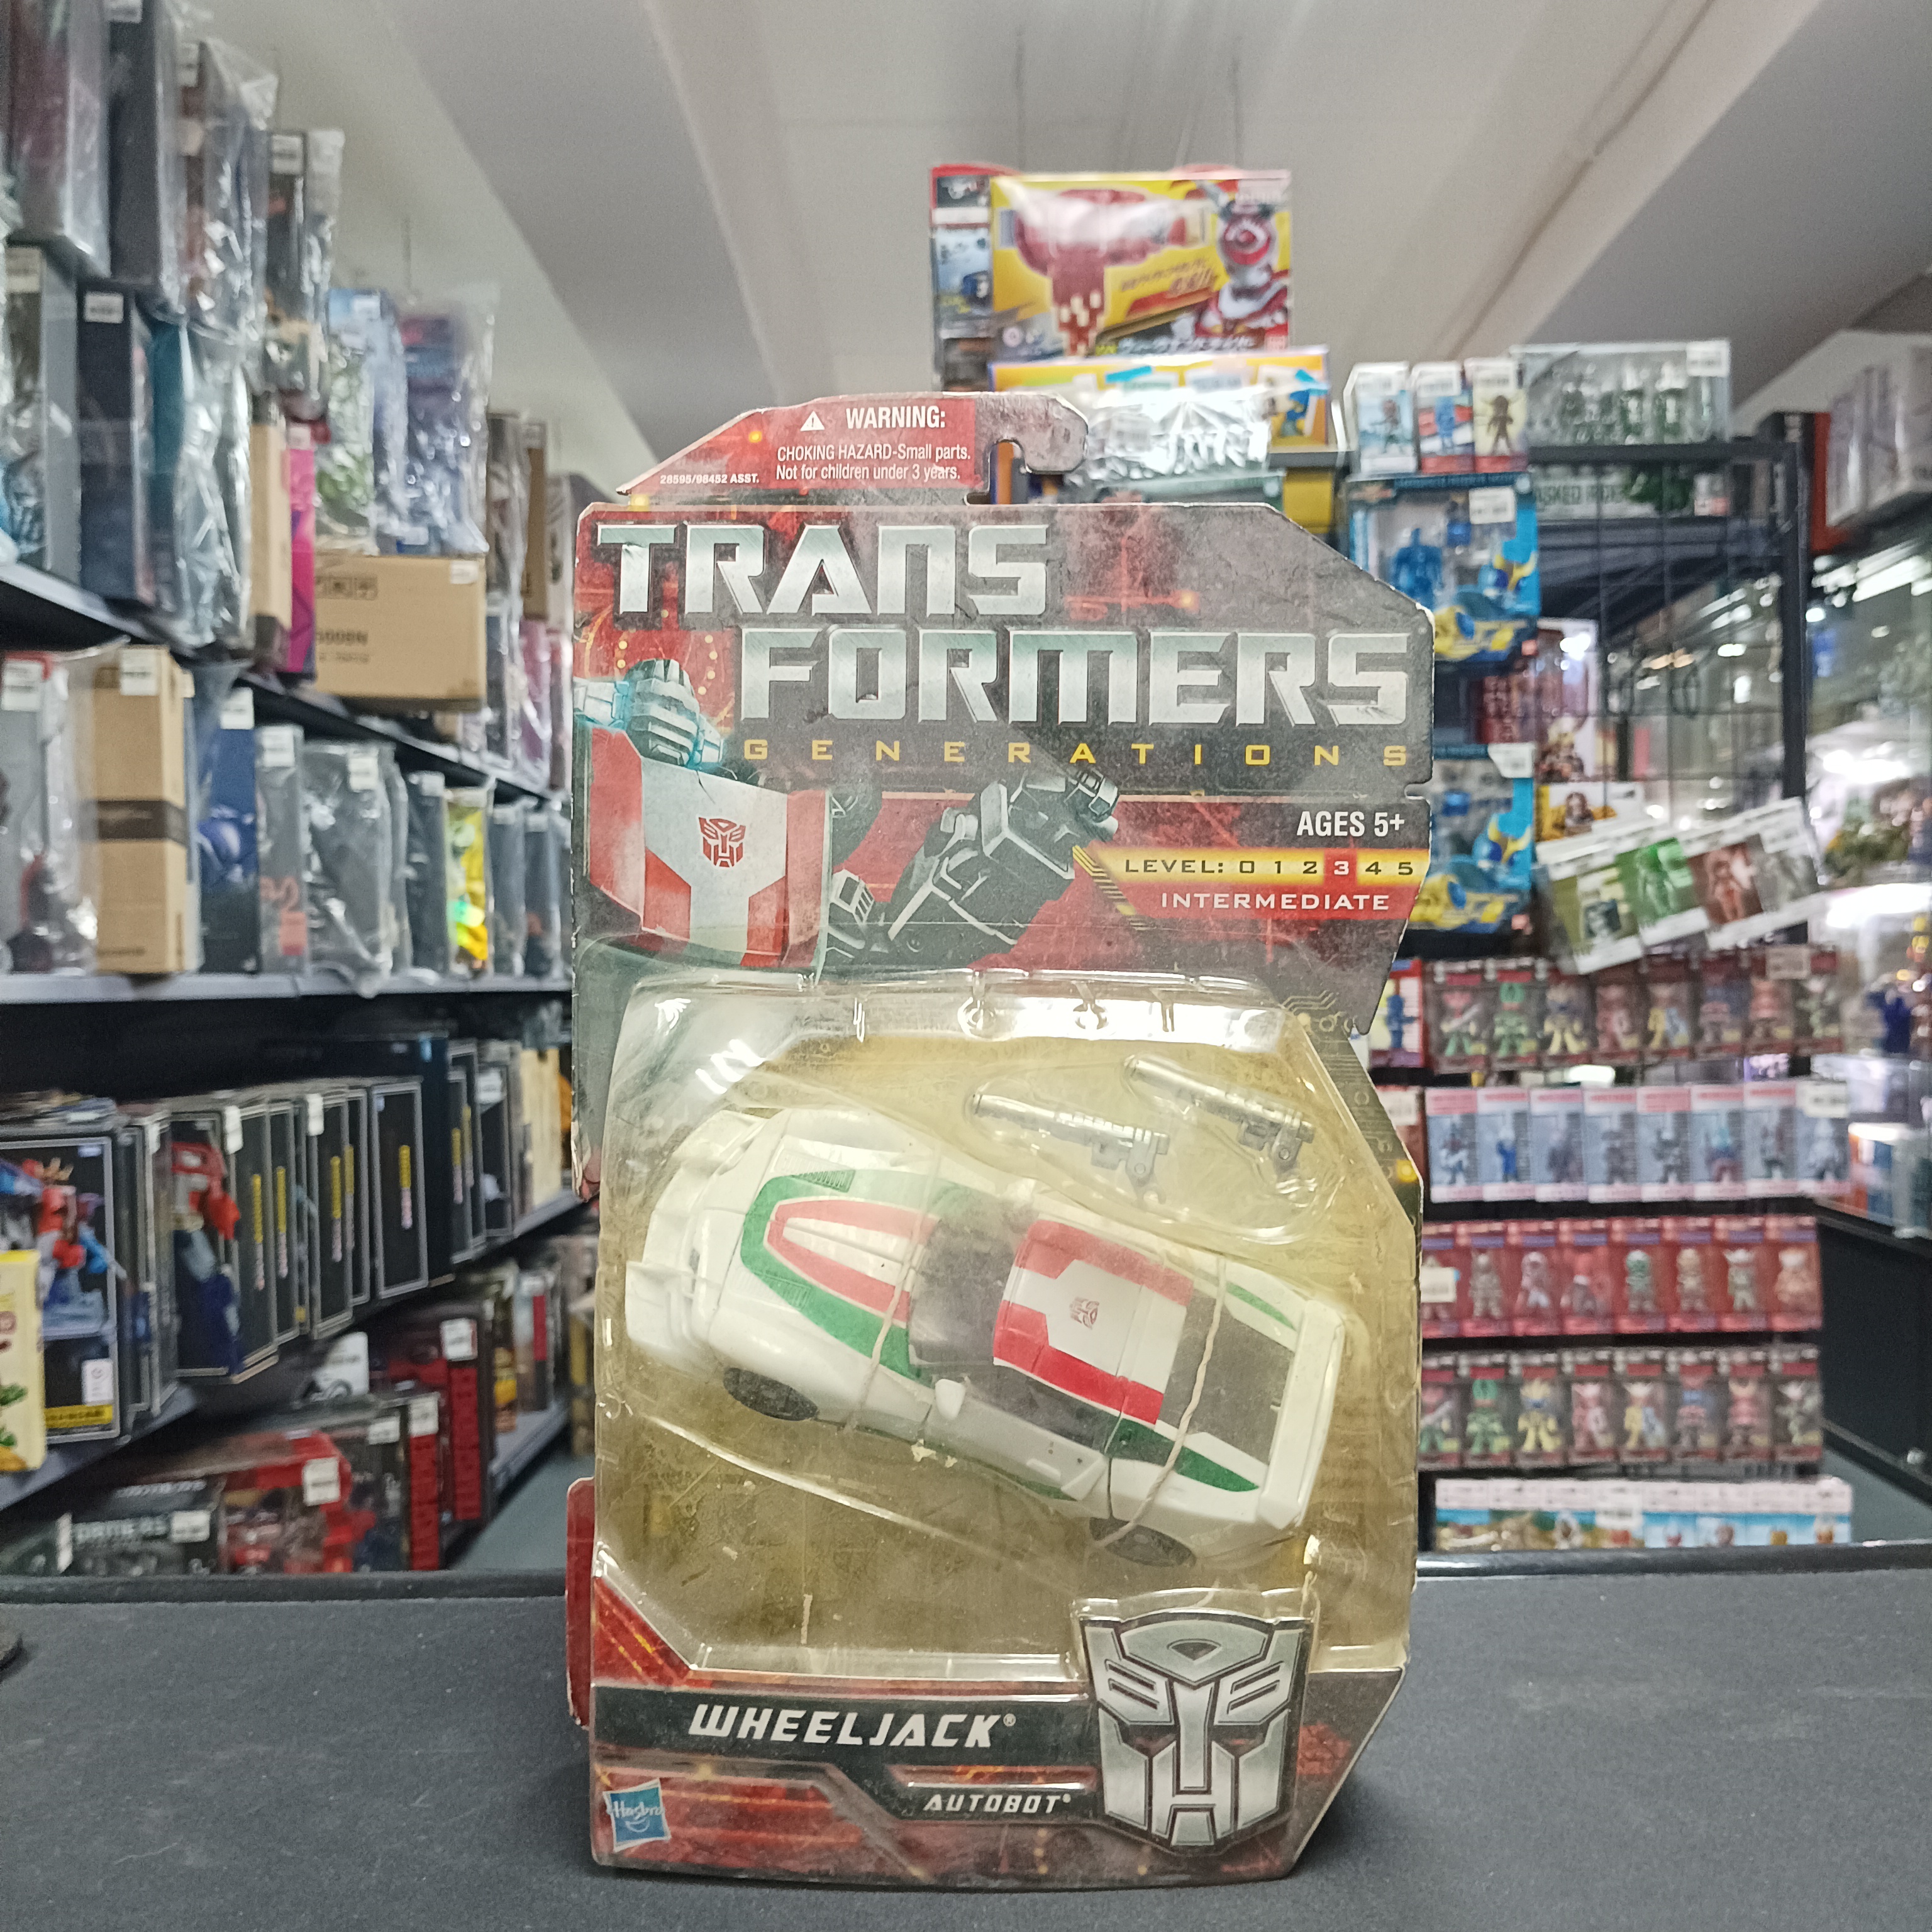 WARNING:
CHOKING HAZARD-Small parts.
Not for children under 3 years.
28595/98452 ASST.
TRANS
FORMERS
GENERATIONS
AGES 5+
LEVEL: 0 1 2 3 4 5
INTERMEDIATE
WHEELJACK®
AUTOBOT®
Hasbro